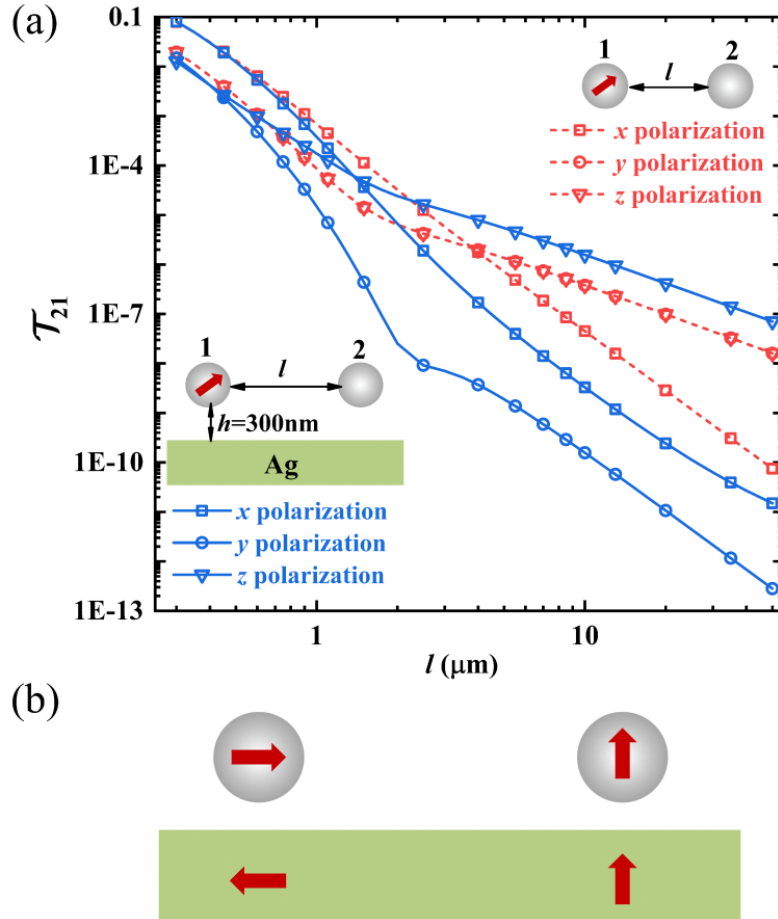 (a)
0.1
1E-4
1E-7
1E-10
1E-13
𝒯21
1 2
l
x polarization
y polarization
z polarization
1 2
l
h=300nm
Ag
x polarization
y polarization
z polarization
1 10
l (μm)
(b)